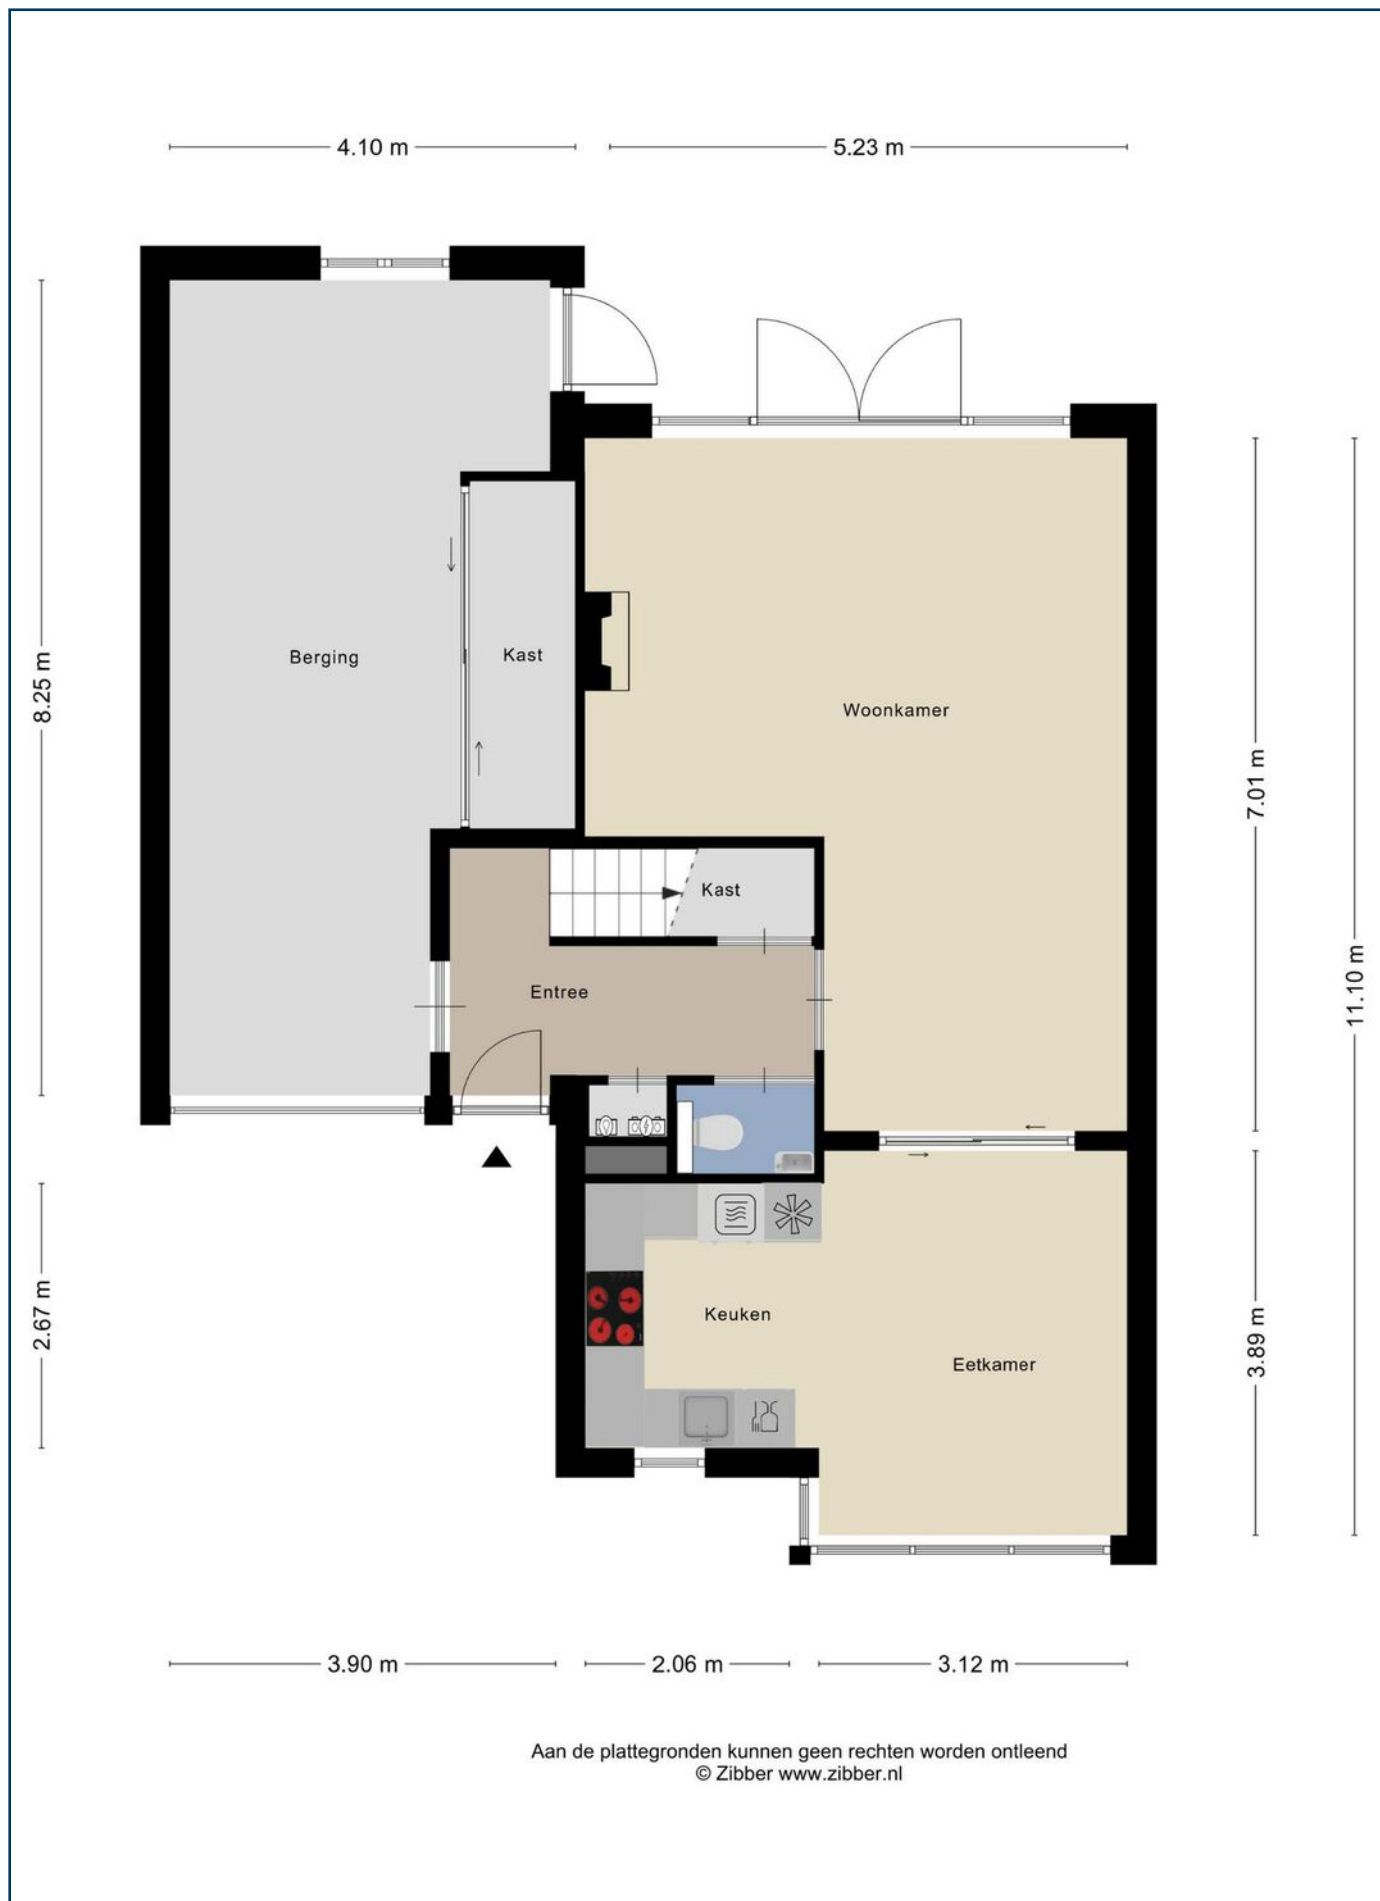 4.10 m
5.23 m
8.25 m
Berging
Kast
Woonkamer
7.01 m
Kast
11.10 m
Entree
2.67 m
Keuken
Eetkamer
3.89 m
3.90 m
2.06 m
3.12 m
Aan de plattegronden kunnen geen rechten worden ontleend
© Zibber www.zibber.nl